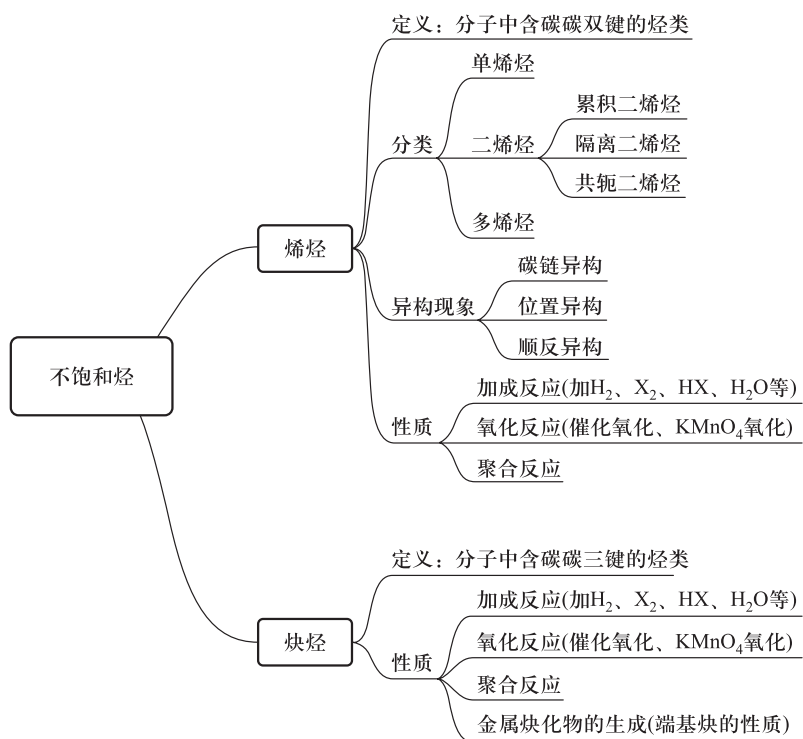 不饱和烃
烯烃
定义：分子中含碳碳双键的烃类
分类
单烯烃
二烯烃
累积二烯烃
隔离二烯烃
共轭二烯烃
多烯烃
异构现象
碳链异构
位置异构
顺反异构
性质
加成反应(加H₂、X₂、HX、H₂O等)
氧化反应(催化氧化、KMnO₄氧化)
聚合反应
炔烃
定义：分子中含碳碳三键的烃类
性质
加成反应(加H₂、X₂、HX、H₂O等)
氧化反应(催化氧化、KMnO₄氧化)
聚合反应
金属炔化物的生成(端基炔的性质)